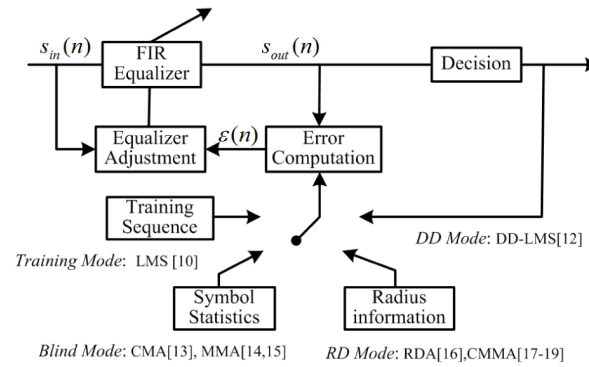 s_in(n)
FIR
Equalizer
s_out(n)
Decision
Equalizer
Adjustment
ε(n)
Error
Computation
Training
Sequence
DD Mode: DD-LMS[12]
Training Mode: LMS [10]
Symbol
Statistics
Radius
information
Blind Mode: CMA[13], MMA[14,15]
RD Mode: RDA[16],CMMA[17-19]